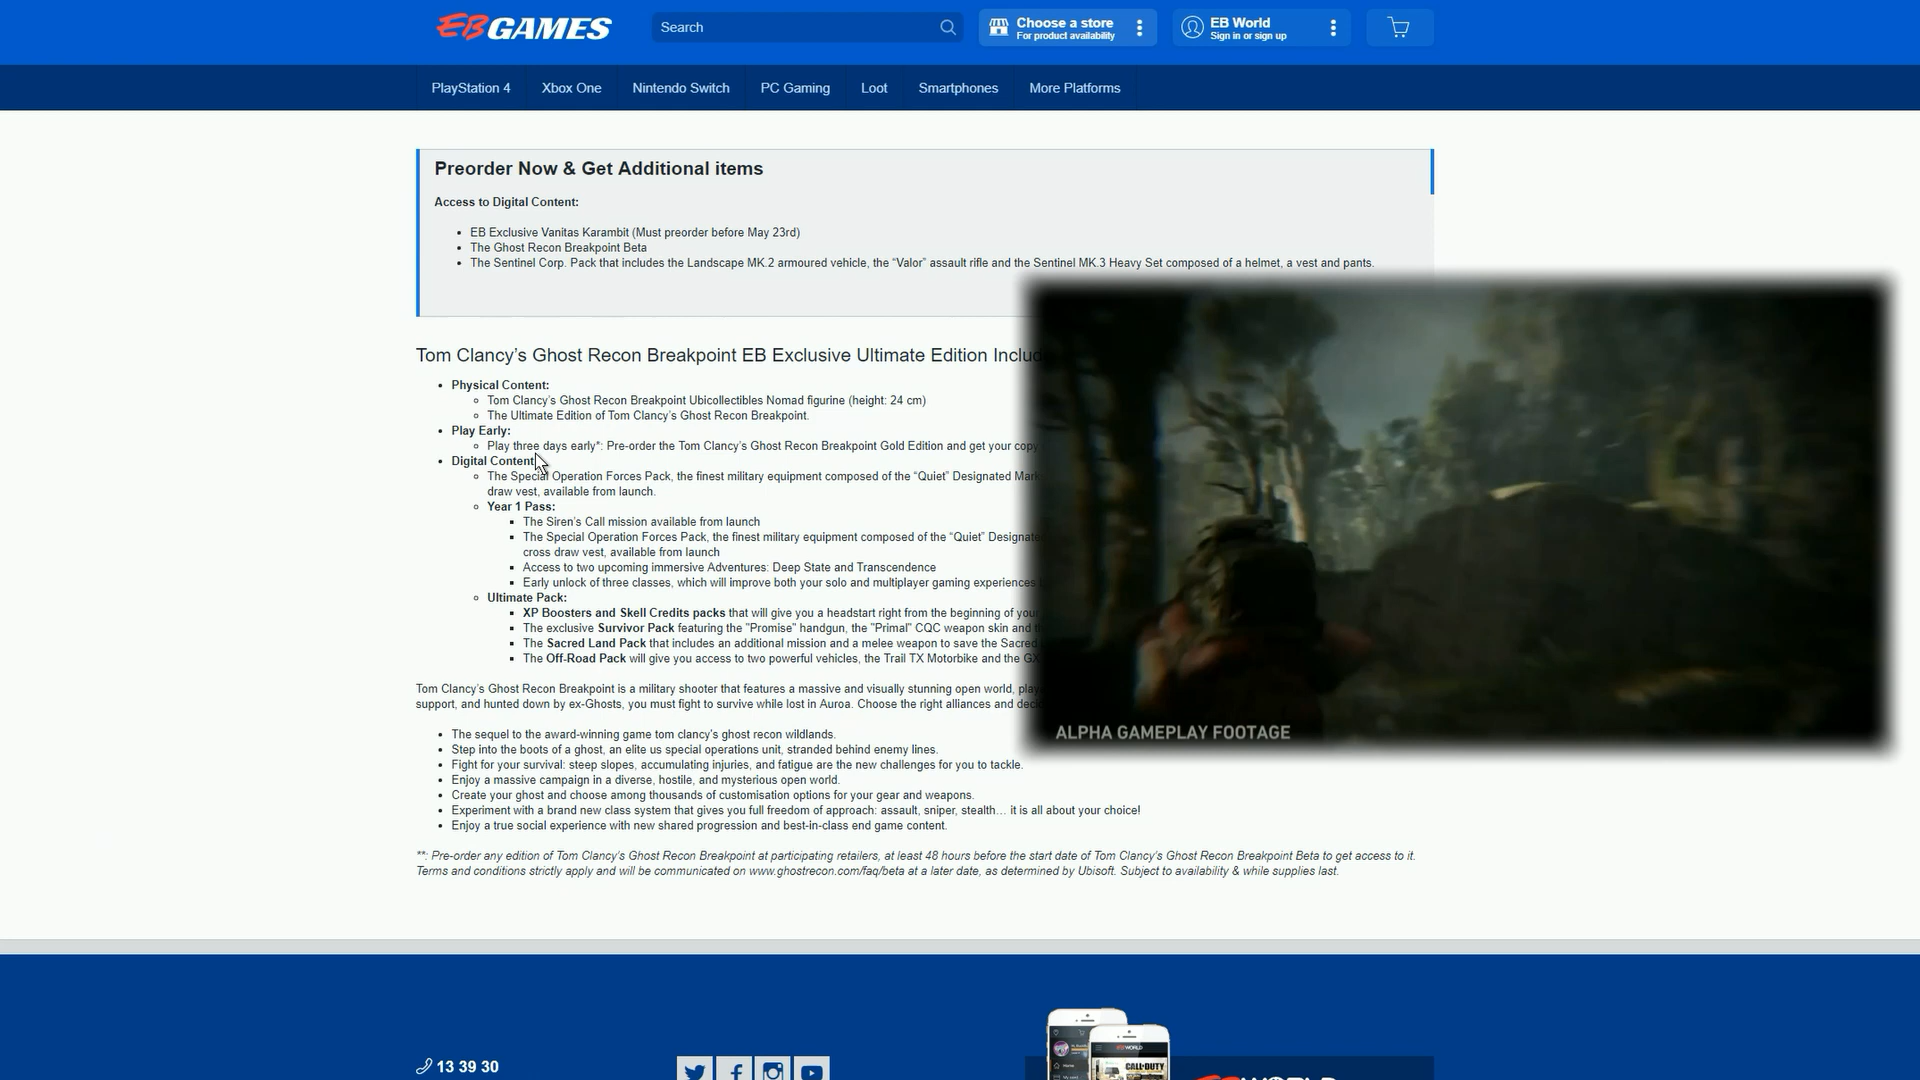 EB GAMES
Search
Choose a store
For product availability
EB World
Sign in or sign up
PlayStation 4
Xbox One
Nintendo Switch
PC Gaming
Loot
Smartphones
More Platforms
Preorder Now & Get Additional items
Access to Digital Content:
EB Exclusive Vanitas Karambit (Must preorder before May 23rd)
The Ghost Recon Breakpoint Beta
The Sentinel Corp. Pack that includes the Landscape MK.2 armoured vehicle, the “Valor” assault rifle and the Sentinel MK.3 Heavy Set composed of a helmet, a vest and pants.
Tom Clancy’s Ghost Recon Breakpoint EB Exclusive Ultimate Edition Includ
Physical Content:
Tom Clancy’s Ghost Recon Breakpoint Ubicollectibles Nomad figurine (height: 24 cm)
The Ultimate Edition of Tom Clancy’s Ghost Recon Breakpoint.
Play Early:
Play three days early*: Pre-order the Tom Clancy’s Ghost Recon Breakpoint Gold Edition and get your copy
Digital Content
The Special Operation Forces Pack, the finest military equipment composed of the “Quiet” Designated Mark
draw vest, available from launch.
Year 1 Pass:
The Siren’s Call mission available from launch
The Special Operation Forces Pack, the finest military equipment composed of the “Quiet” Designate
cross draw vest, available from launch
Access to two upcoming immersive Adventures: Deep State and Transcendence
Early unlock of three classes, which will improve both your solo and multiplayer gaming experiences
Ultimate Pack:
XP Boosters and Skell Credits packs that will give you a headstart right from the beginning of your
The exclusive Survivor Pack featuring the "Promise" handgun, the "Primal" CQC weapon skin and
The Sacred Land Pack that includes an additional mission and a melee weapon to save the Sacred
The Off-Road Pack will give you access to two powerful vehicles, the Trail TX Motorbike and the GX
Tom Clancy’s Ghost Recon Breakpoint is a military shooter that features a massive and visually stunning open world, play
support, and hunted down by ex-Ghosts, you must fight to survive while lost in Auroa. Choose the right alliances and deci
The sequel to the award-winning game tom clancy’s ghost recon wildlands.
Step into the boots of a ghost, an elite us special operations unit, stranded behind enemy lines.
Fight for your survival: steep slopes, accumulating injuries, and fatigue are the new challenges for you to tackle.
Enjoy a massive campaign in a diverse, hostile, and mysterious open world.
Create your ghost and choose among thousands of customisation options for your gear and weapons.
Experiment with a brand new class system that gives you full freedom of approach: assault, sniper, stealth… it is all about your choice!
Enjoy a true social experience with new shared progression and best-in-class end game content.
ALPHA GAMEPLAY FOOTAGE
**: Pre-order any edition of Tom Clancy’s Ghost Recon Breakpoint at participating retailers, at least 48 hours before the start date of Tom Clancy’s Ghost Recon Breakpoint Beta to get access to it.
Terms and conditions strictly apply and will be communicated on www.ghostrecon.com/faq/beta at a later date, as determined by Ubisoft. Subject to availability & while supplies last.
13 39 30
CALL·DUTY